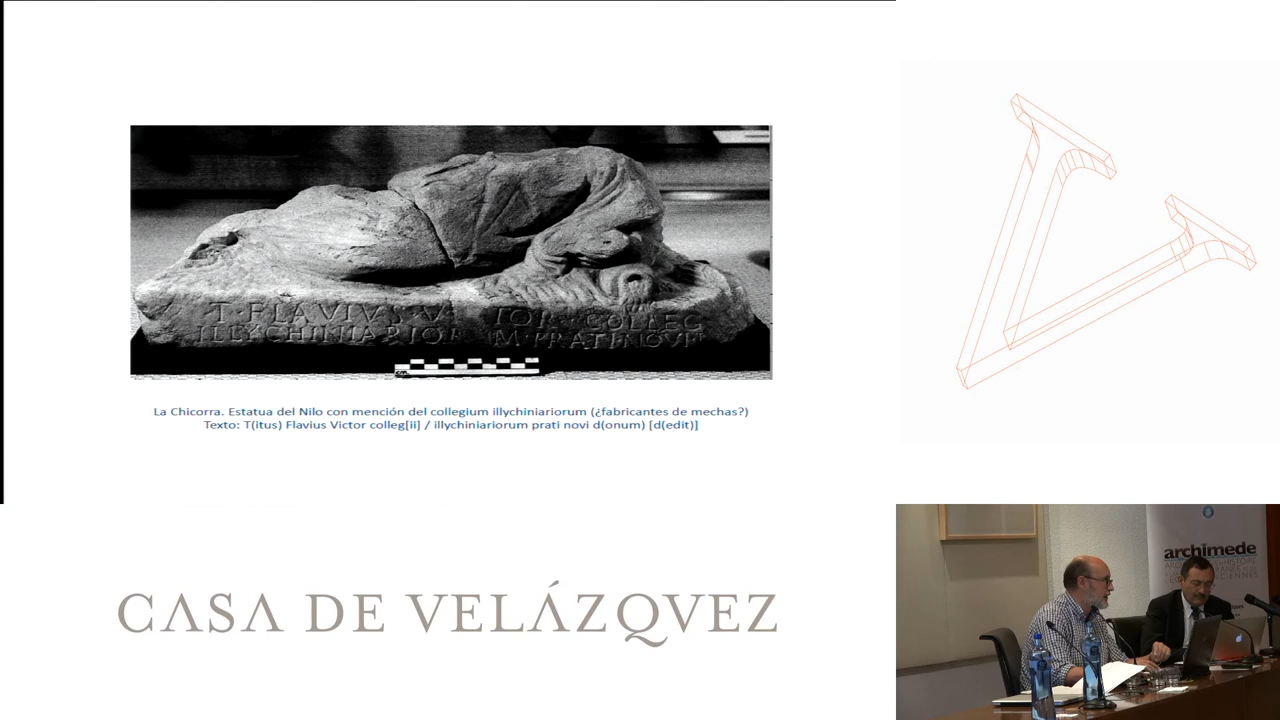 T·FLAVIVS·V IOR·COLLEG
ILLYCHINIARIOR M·PRATI·NOVI·
La Chicorra. Estatua del Nilo con mención del collegium illychiniariorum (¿fabricantes de mechas?)
Texto: T(itus) Flavius Victor colleg[ii] / illychiniariorum prati novi d(onum) [d(edit)]
CASA DE VELÁZQVEZ
archimede